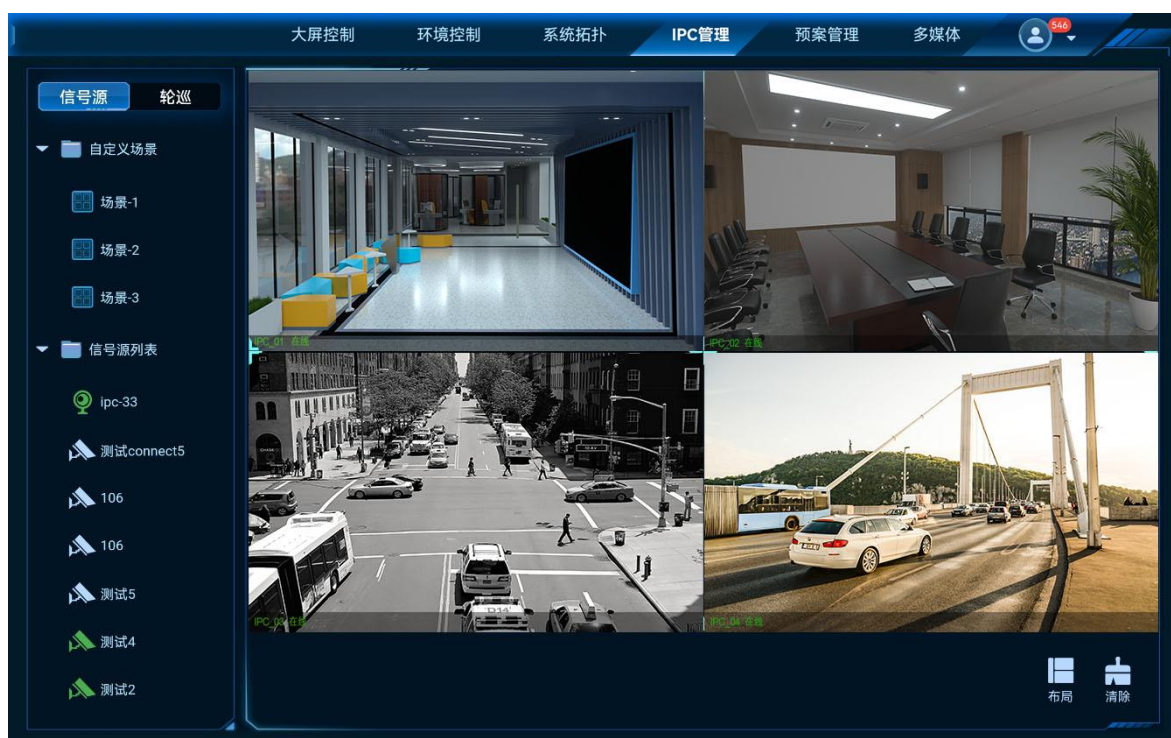 大屏控制
环境控制
系统拓扑
IPC管理
预案管理
多媒体
546
信号源
轮巡
自定义场景
场景-1
场景-2
场景-3
信号源列表
ipc-33
测试connect5
106
106
测试5
测试4
测试2
IPC_01 在线
IPC_02 在线
IPC_03 在线
D14
IPC_04 在线
布局
清除